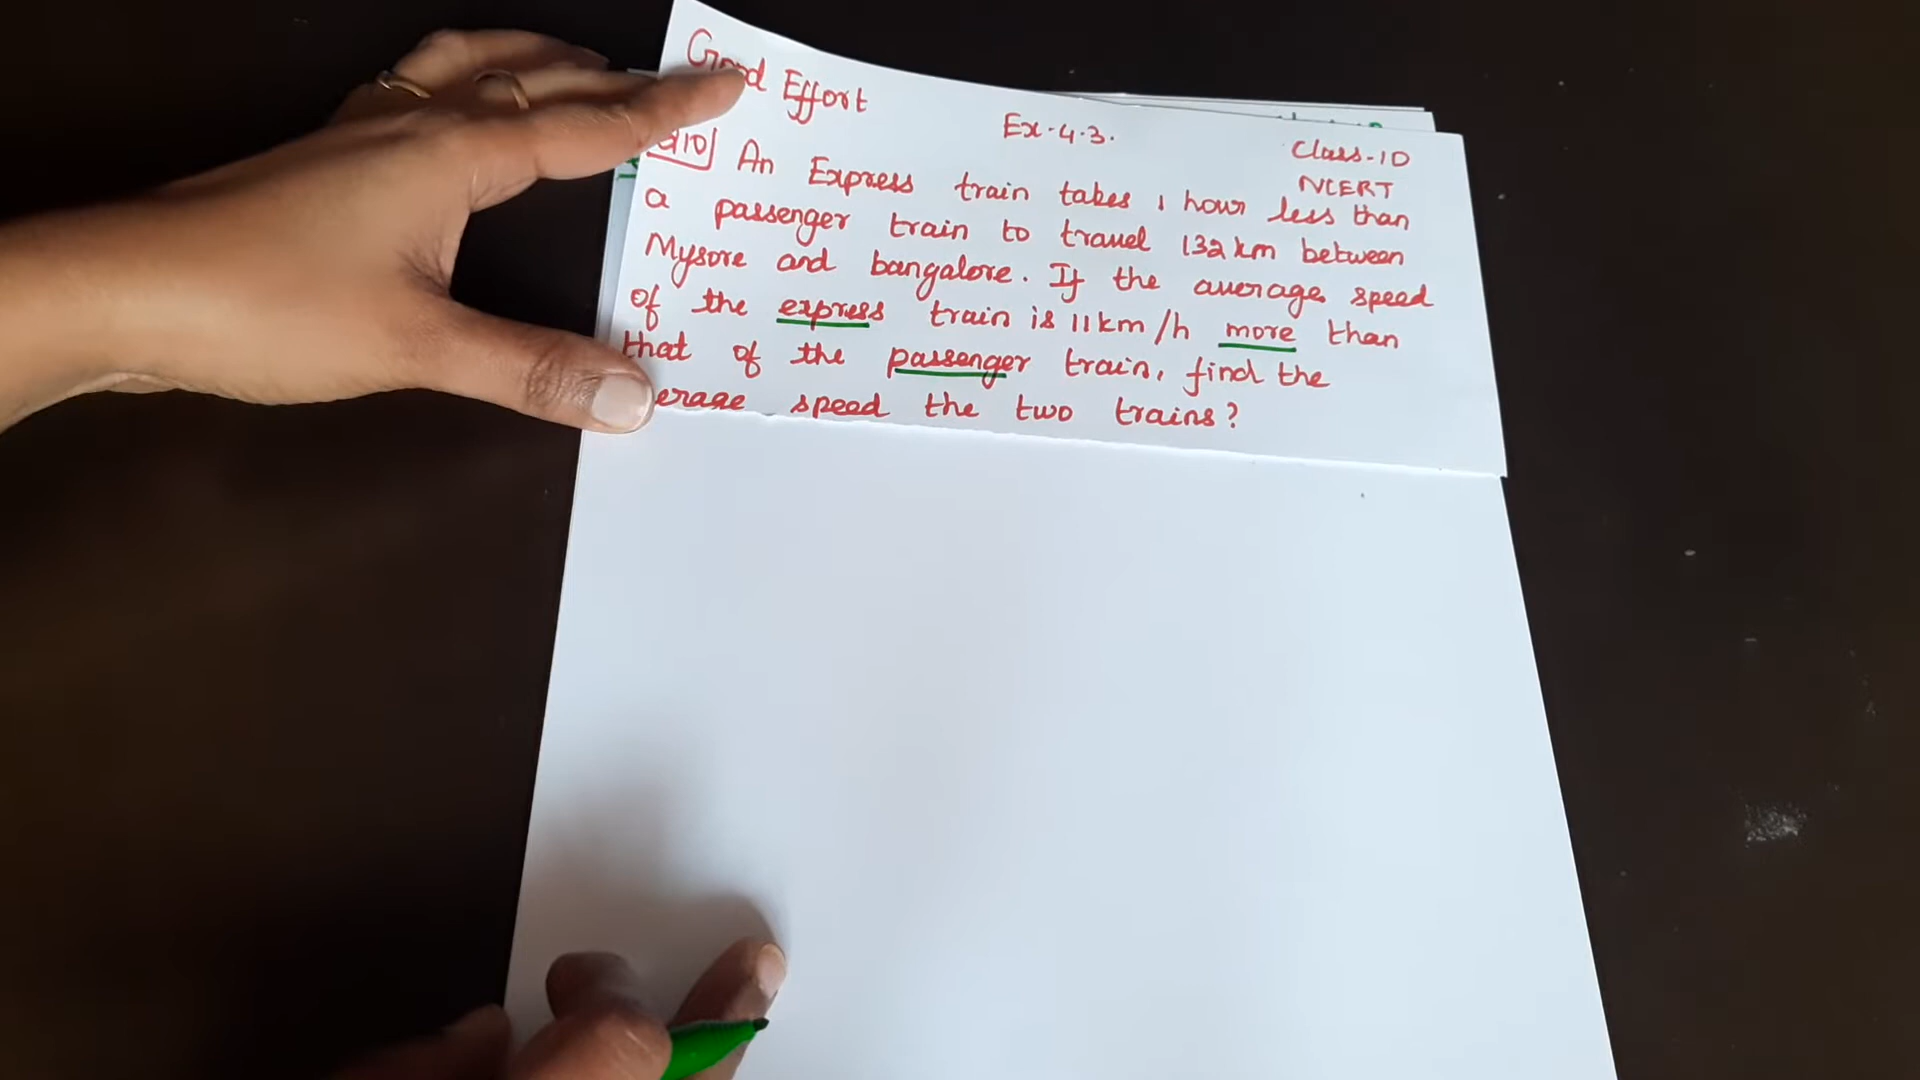 Good Effort
Ex-4.3.
Class-10
NCERT
Q10 An Express train takes 1 hour less than
a passenger train to travel 132 km between
Mysore and bangalore. If the average speed
of the express train is 11km/h more than
that of the passenger train, find the
erage speed the two trains?